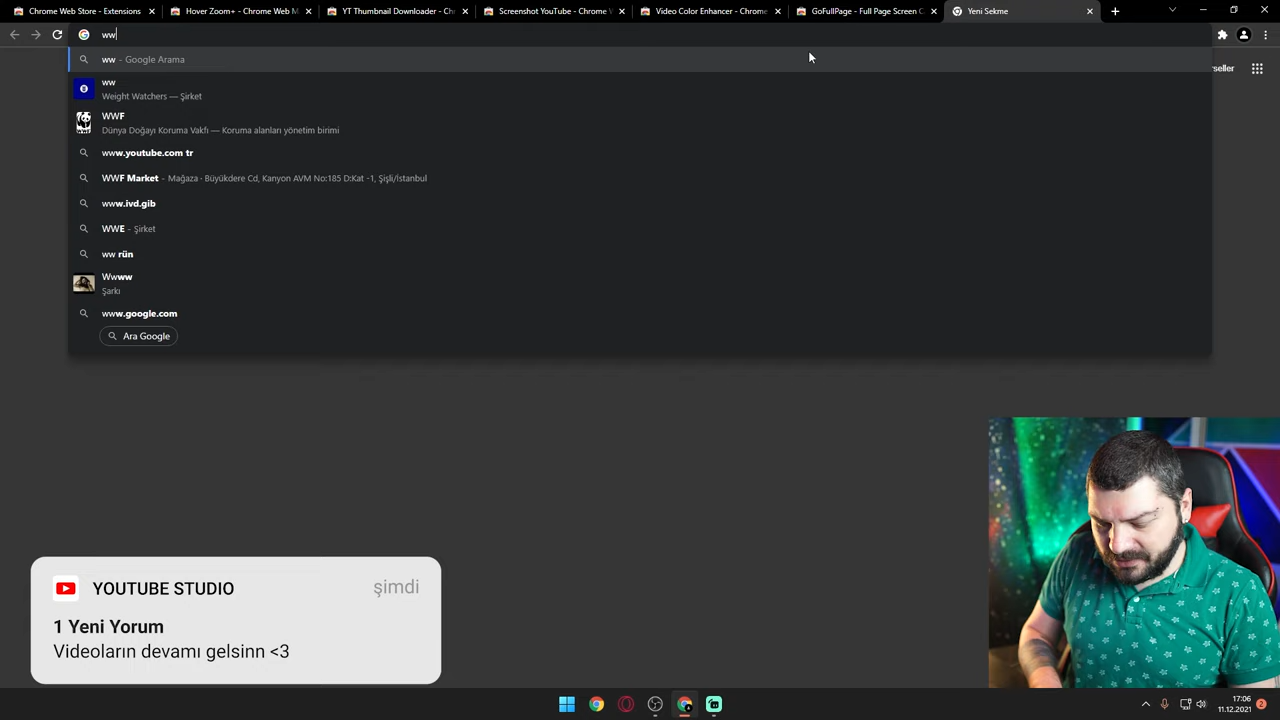 Chrome Web Store - Extensions
Hover Zoom+ - Chrome Web M
YT Thumbnail Downloader - Ch
Screenshot YouTube - Chrome W
Video Color Enhancer - Chrome
GoFullPage - Full Page Screen C
Yeni Sekme
ww
ww - Google Arama
rseller
ww
Weight Watchers — Şirket
WWF
Dünya Doğayı Koruma Vakfı — Koruma alanları yönetim birimi
www.youtube.com tr
WWF Market - Mağaza · Büyükdere Cd, Kanyon AVM No:185 D:Kat -1, Şişli/İstanbul
www.ivd.gib
WWE - Şirket
ww rün
Wwww
Şarkı
www.google.com
Ara Google
YOUTUBE STUDIO
şimdi
1 Yeni Yorum
Videoların devamı gelsinn <3
17:06
11.12.2021
2